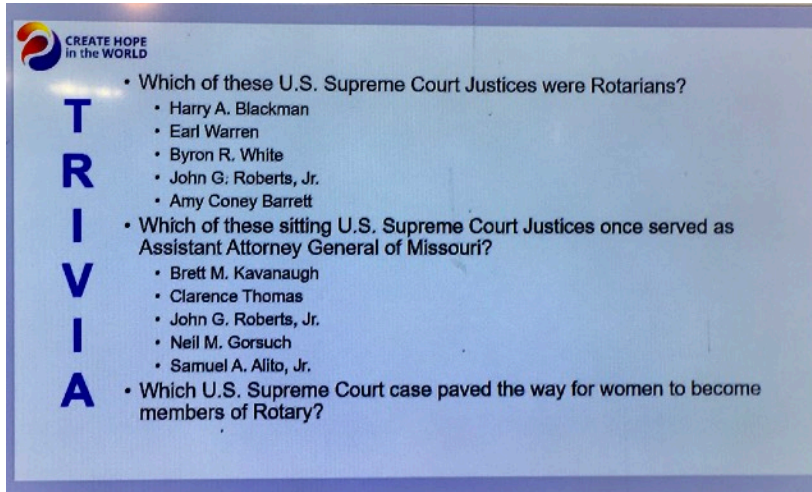 CREATE HOPE
in the WORLD
TRIVIA
• Which of these U.S. Supreme Court Justices were Rotarians?
• Harry A. Blackman
• Earl Warren
• Byron R. White
• John G. Roberts, Jr.
• Amy Coney Barrett
• Which of these sitting U.S. Supreme Court Justices once served as
Assistant Attorney General of Missouri?
• Brett M. Kavanaugh
• Clarence Thomas
• John G. Roberts, Jr.
• Neil M. Gorsuch
• Samuel A. Alito, Jr.
• Which U.S. Supreme Court case paved the way for women to become
members of Rotary?